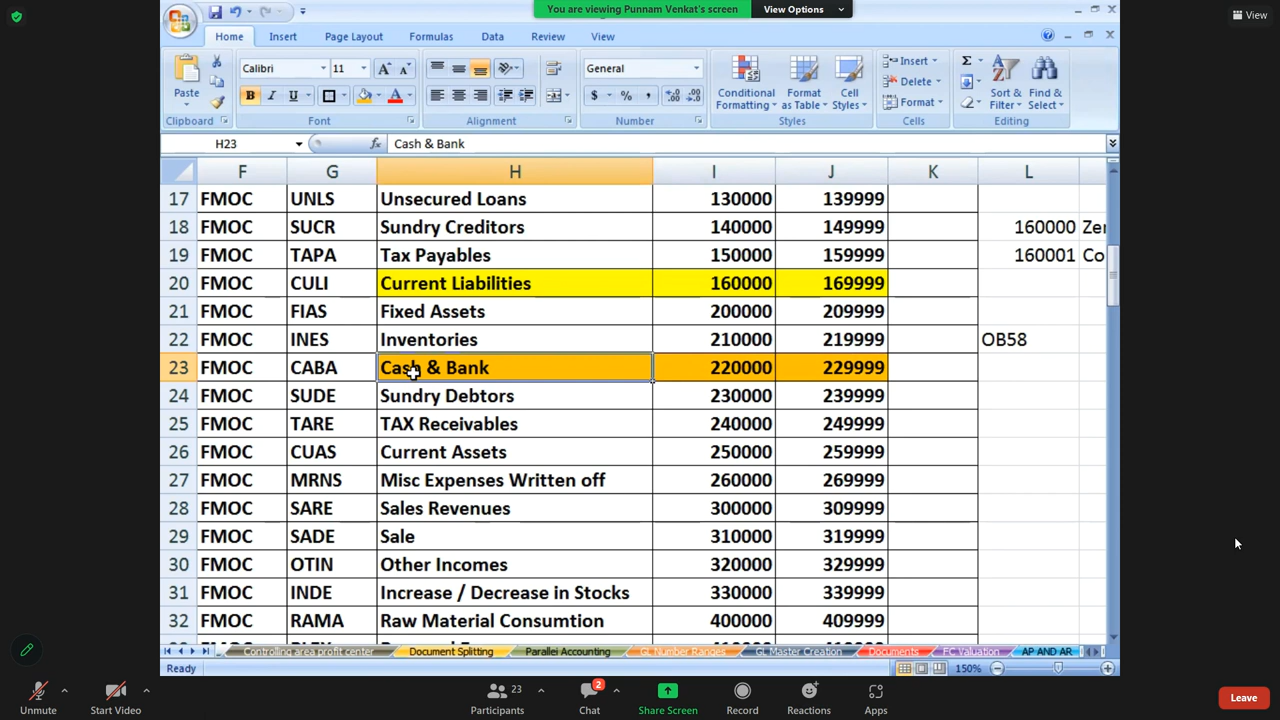 You are viewing Punnam Venkat's screen View Options
View
Home Insert Page Layout Formulas Data Review View
Paste
Calibri 11
B I U
General
$ % ,
Conditional Formatting
Format as Table
Cell Styles
Insert
Delete
Format
Sort & Filter
Find & Select
Clipboard Font Alignment Number Styles Cells Editing
H23 fx Cash & Bank
F G H I J K L
17 FMOC UNLS Unsecured Loans 130000 139999
18 FMOC SUCR Sundry Creditors 140000 149999 160000 Zer
19 FMOC TAPA Tax Payables 150000 159999 160001 Co
20 FMOC CULI Current Liabilities 160000 169999
21 FMOC FIAS Fixed Assets 200000 209999
22 FMOC INES Inventories 210000 219999 OB58
23 FMOC CABA Cash & Bank 220000 229999
24 FMOC SUDE Sundry Debtors 230000 239999
25 FMOC TARE TAX Receivables 240000 249999
26 FMOC CUAS Current Assets 250000 259999
27 FMOC MRNS Misc Expenses Written off 260000 269999
28 FMOC SARE Sales Revenues 300000 309999
29 FMOC SADE Sale 310000 319999
30 FMOC OTIN Other Incomes 320000 329999
31 FMOC INDE Increase / Decrease in Stocks 330000 339999
32 FMOC RAMA Raw Material Consumtion 400000 409999
Controlling area profit center Document Splitting Parallel Accounting GL Number Ranges GL Master Creation Documents FC Valuation AP AND AR
Ready 150%
Unmute Start Video Participants 23 Chat 2 Share Screen Record Reactions Apps Leave